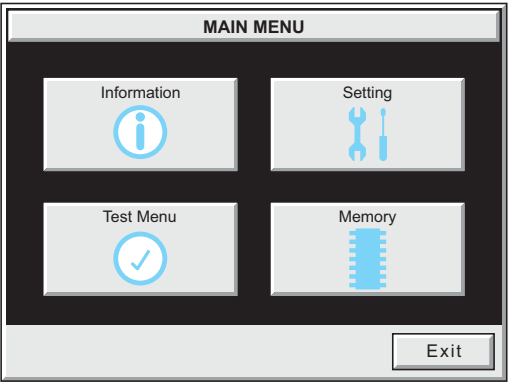 MAIN MENU
Information
Setting
Test Menu
Memory
Exit